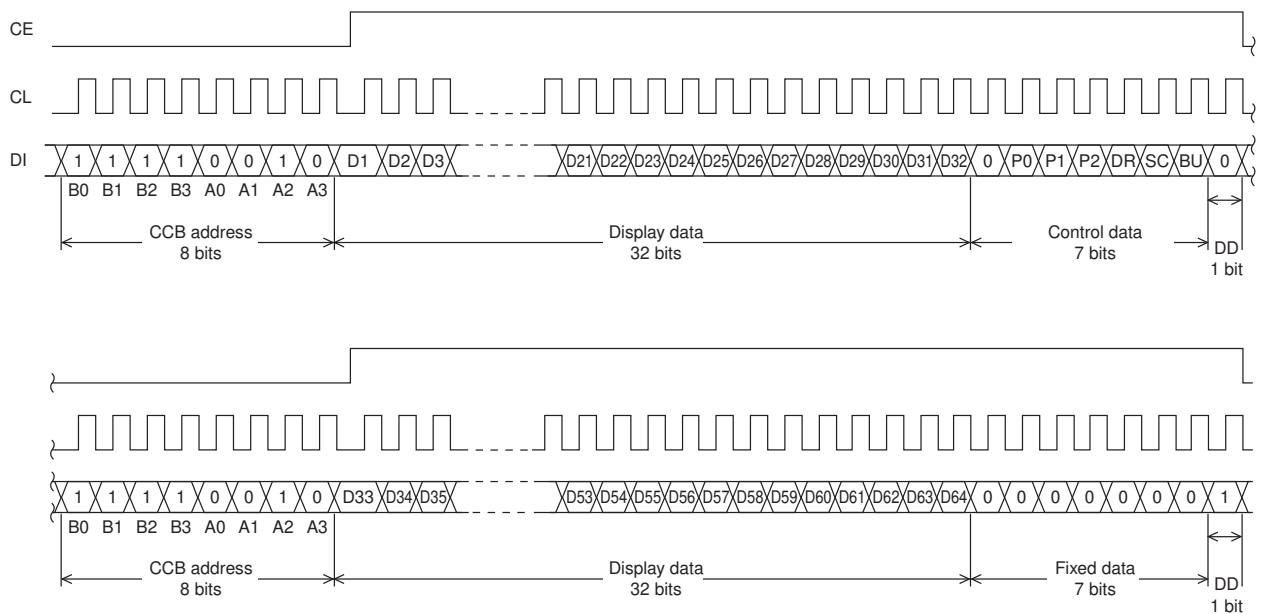 CE
CL
DI 1 1 1 1 0 0 1 0 D1 D2 D3 D21 D22 D23 D24 D25 D26 D27 D28 D29 D30 D31 D32 0 P0 P1 P2 DR SC BU 0
B0 B1 B2 B3 A0 A1 A2 A3
CCB address Display data Control data
8 bits 32 bits 7 bits
DD
1 bit
1 1 1 1 0 0 1 0 D33 D34 D35 D53 D54 D55 D56 D57 D58 D59 D60 D61 D62 D63 D64 0 0 0 0 0 0 0 1
B0 B1 B2 B3 A0 A1 A2 A3
CCB address Display data Fixed data
8 bits 32 bits 7 bits
DD
1 bit